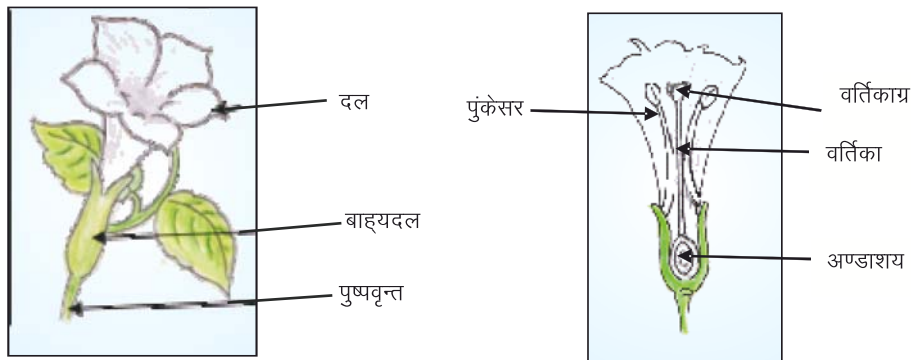 दल
बाह्यदल
पुष्पवृन्त
पुंकेसर
वर्तिकाग्र
वर्तिका
अण्डाशय